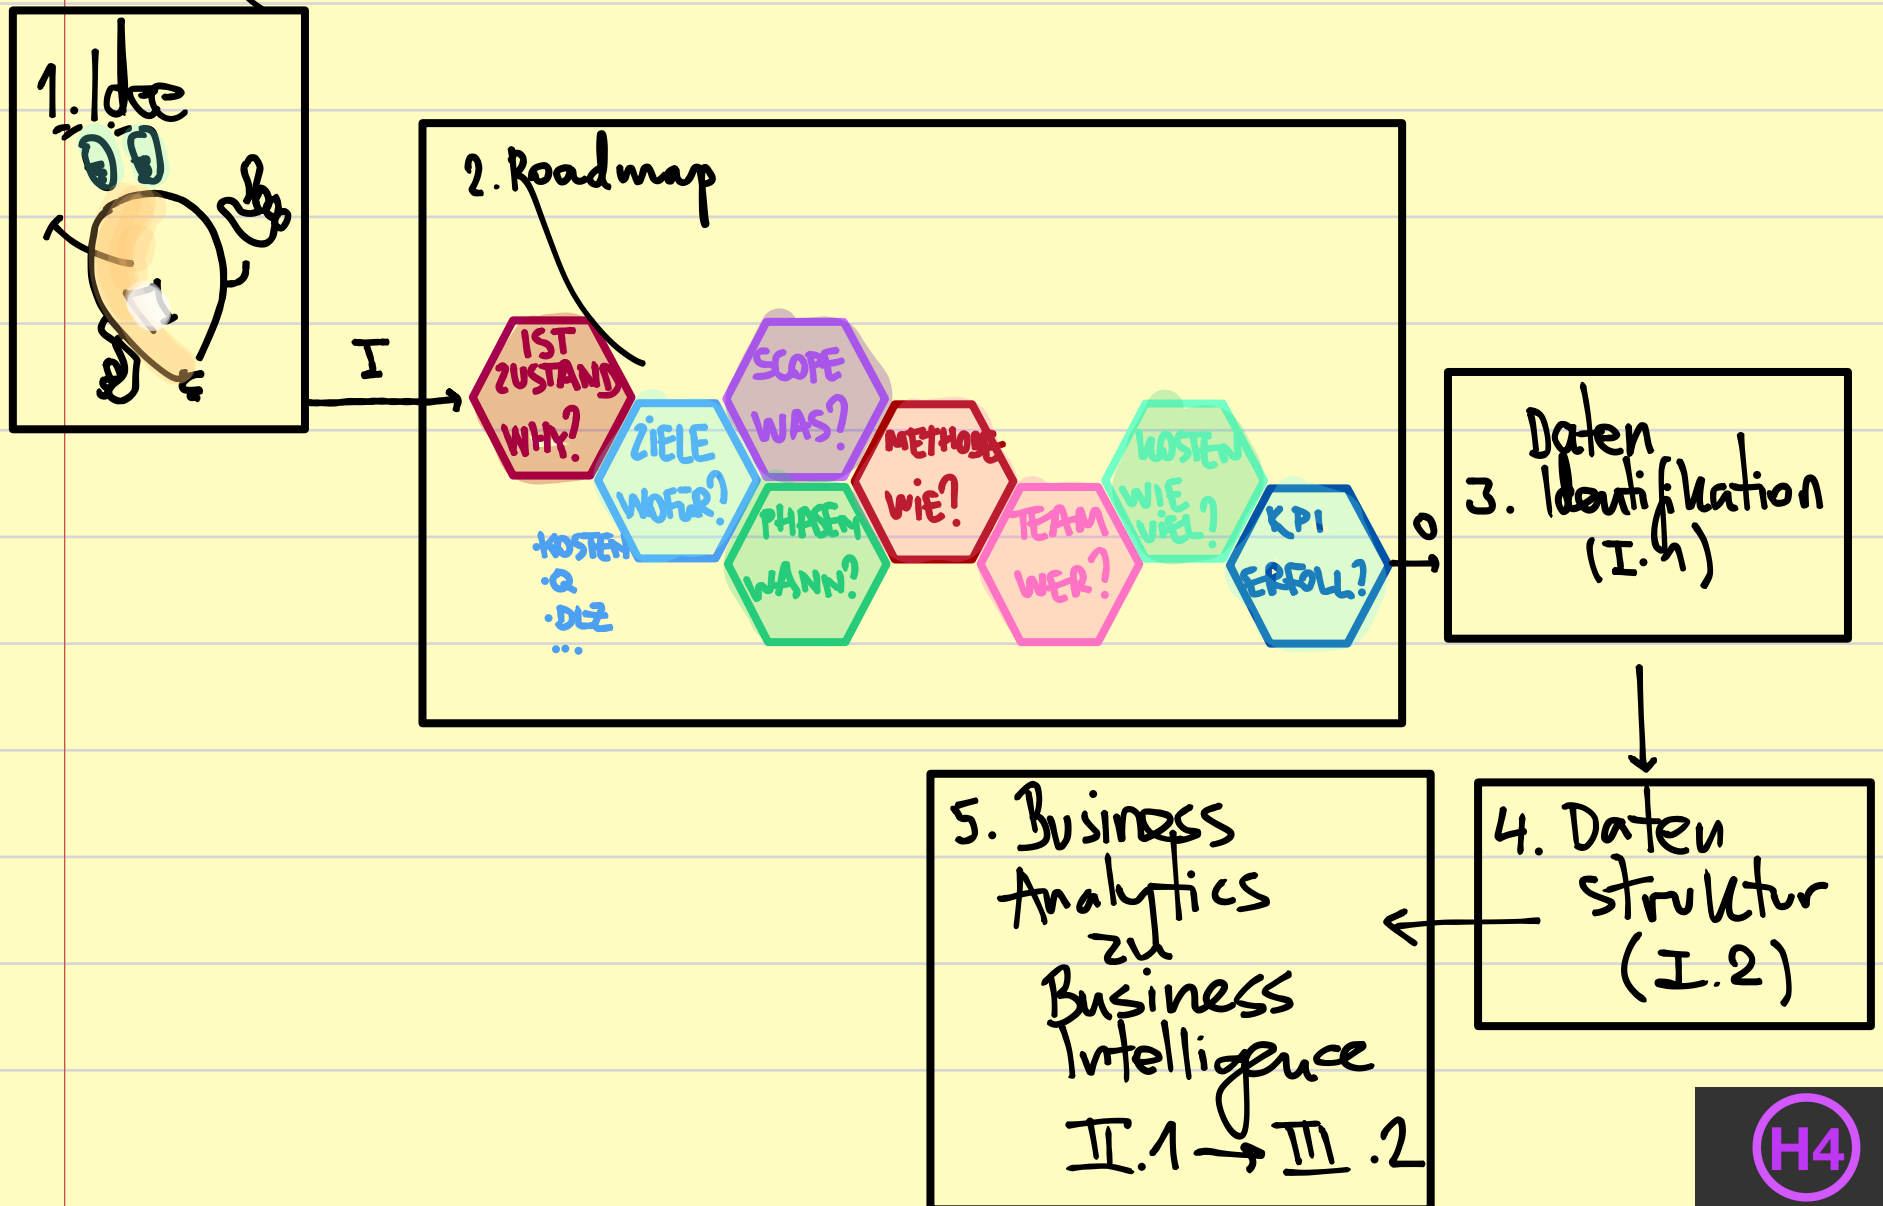 1. Idee
I
2. Roadmap
IST
ZUSTAND
WHY?
ZIELE
WOFÜR?
• KOSTEN
• Q
• DLZ
...
SCOPE
WAS?
PHASEN
WANN?
METHODE
WIE?
TEAM
WER?
KOSTEN
WIE
VIEL?
KPI
ERFOLL?
O
Daten
3. Identifikation
(I.1)
4. Daten
struktur
(I.2)
5. Business
Analytics
zu
Business
Intelligence
II.1 → III.2
H4